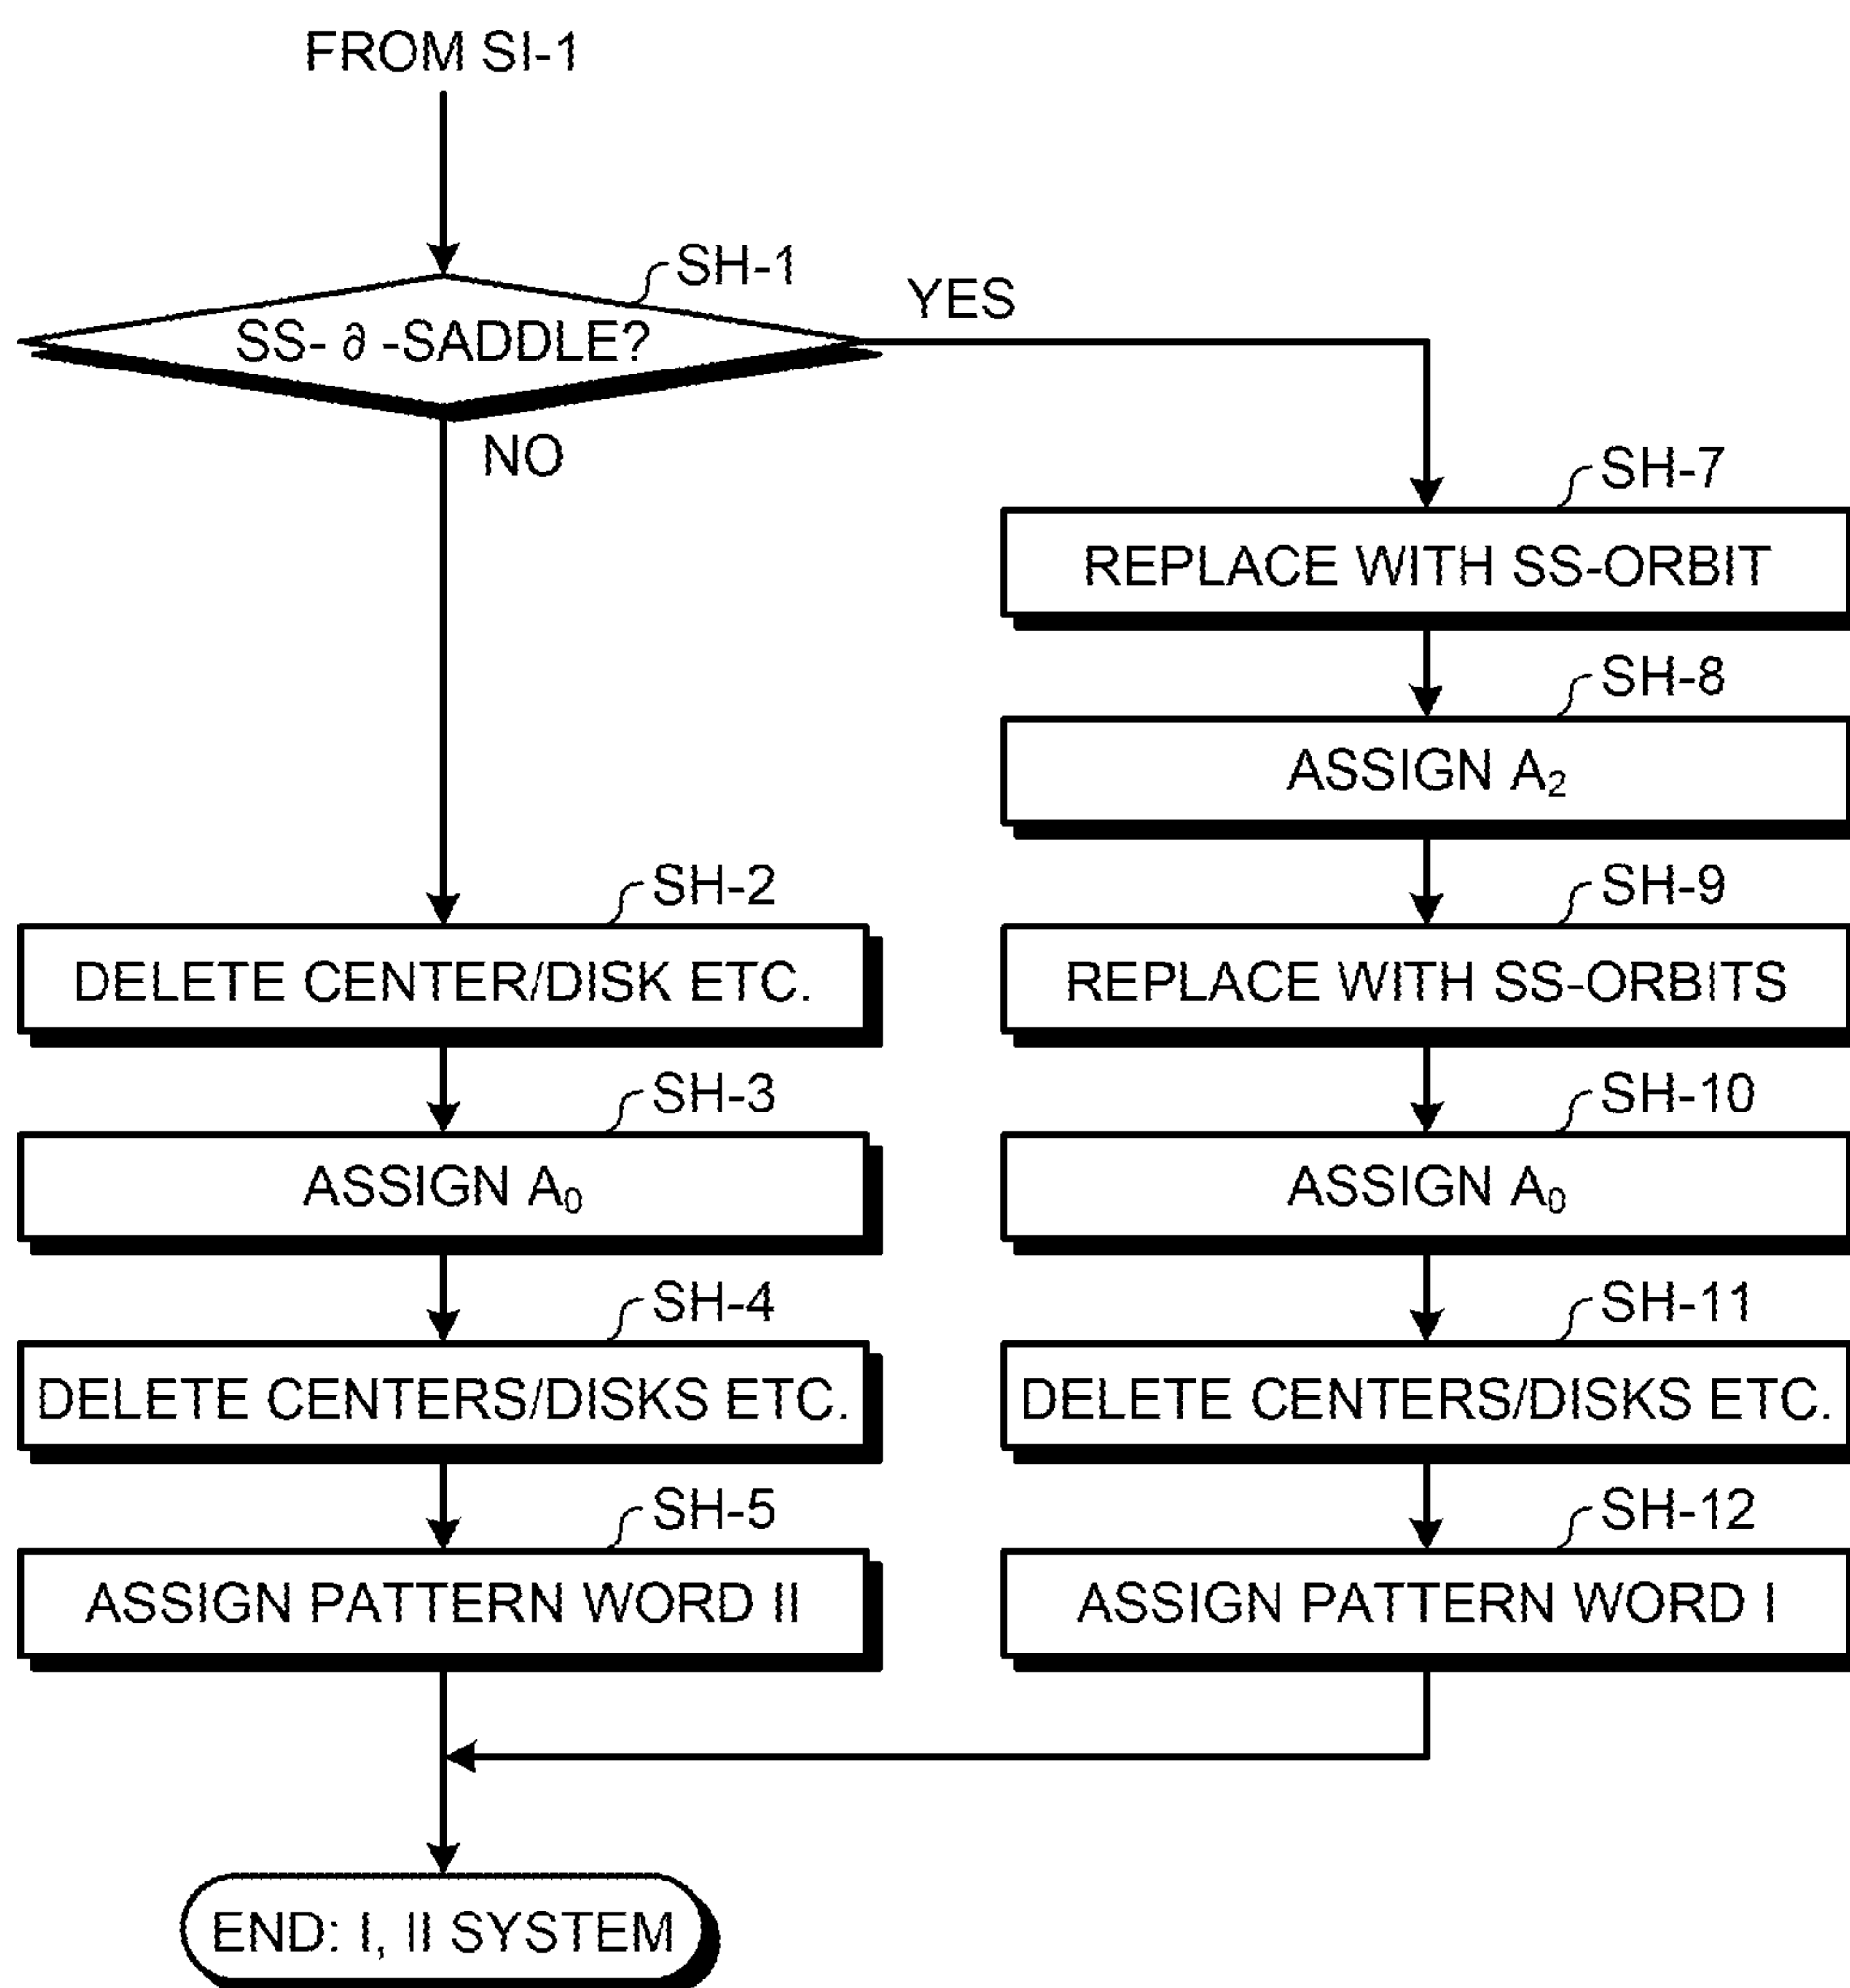 FROM SI-1
SH-1
SS- ∂ -SADDLE?
YES
NO
SH-7
REPLACE WITH SS-ORBIT
SH-8
ASSIGN A₂
SH-2
DELETE CENTER/DISK ETC.
SH-9
REPLACE WITH SS-ORBITS
SH-3
ASSIGN A₀
SH-10
ASSIGN A₀
SH-4
DELETE CENTERS/DISKS ETC.
SH-11
DELETE CENTERS/DISKS ETC.
SH-5
ASSIGN PATTERN WORD II
SH-12
ASSIGN PATTERN WORD I
END: I, II SYSTEM